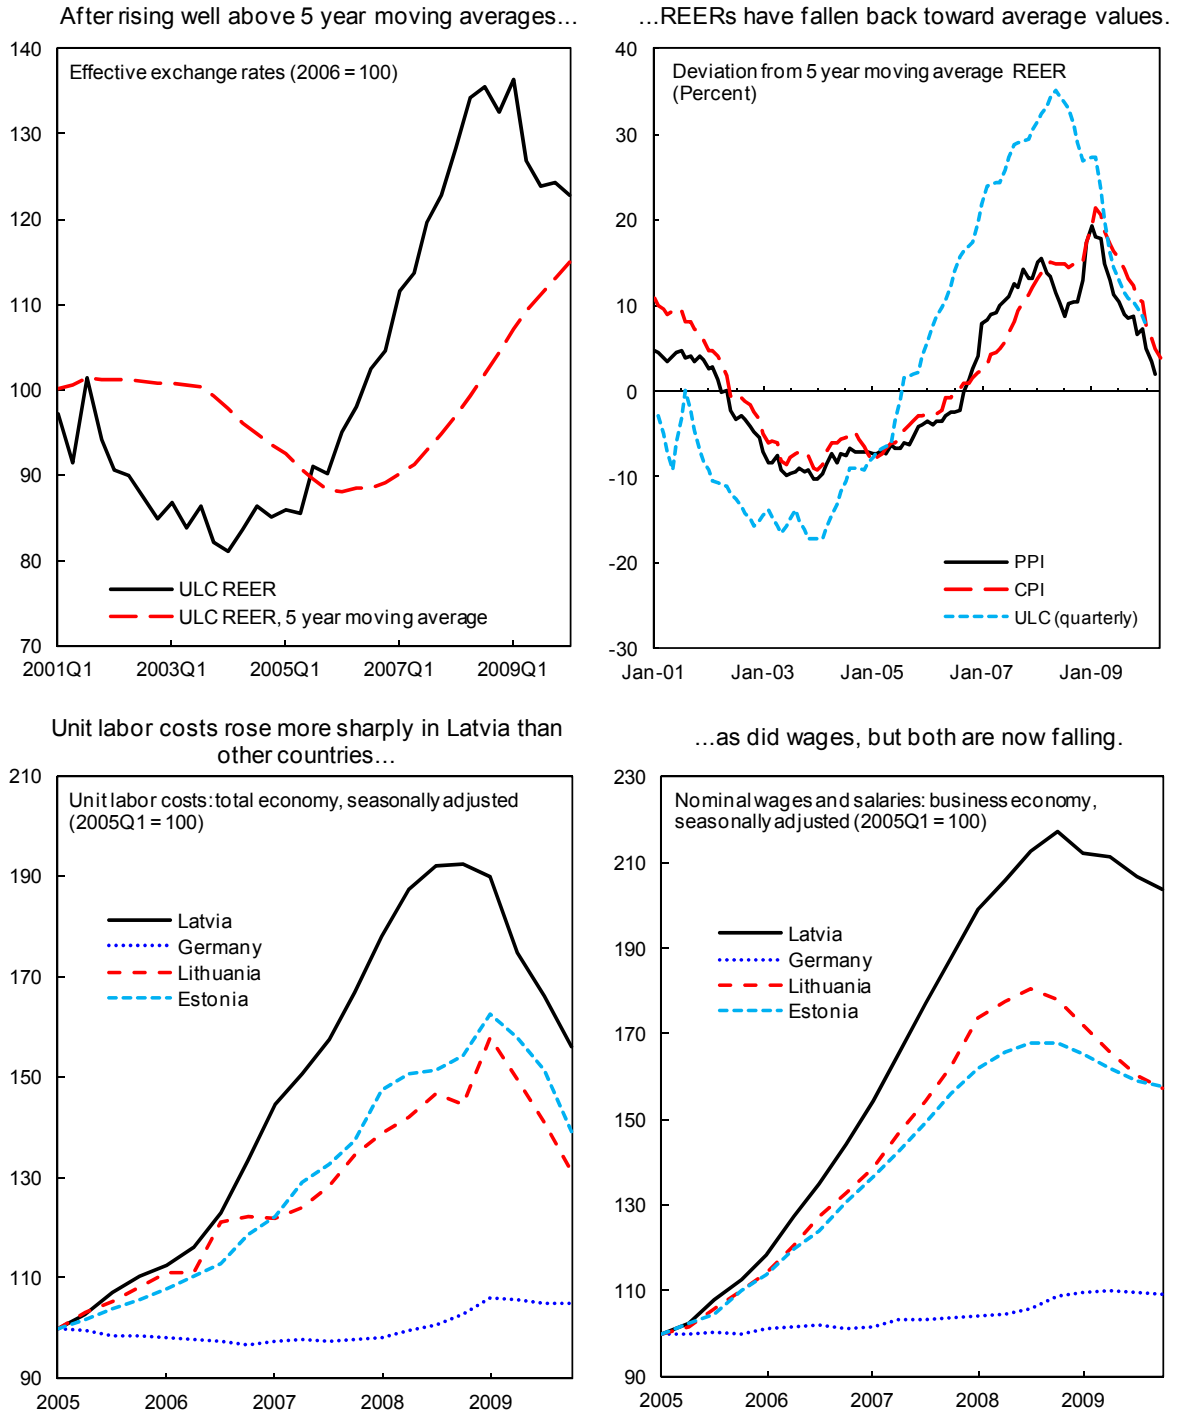 After rising well above 5 year moving averages…
Effective exchange rates (2006 = 100)
140
130
120
110
100
90
80
70
ULC REER
ULC REER, 5 year moving average
2001Q1 2003Q1 2005Q1 2007Q1 2009Q1
…REERs have fallen back toward average values.
Deviation from 5 year moving average REER
(Percent)
40
30
20
10
0
-10
-20
-30
PPI
CPI
ULC (quarterly)
Jan-01 Jan-03 Jan-05 Jan-07 Jan-09
Unit labor costs rose more sharply in Latvia than
other countries…
Unit labor costs: total economy, seasonally adjusted
(2005Q1 = 100)
210
190
170
150
130
110
90
Latvia
Germany
Lithuania
Estonia
2005 2006 2007 2008 2009
…as did wages, but both are now falling.
Nominal wages and salaries: business economy,
seasonally adjusted (2005Q1 = 100)
230
210
190
170
150
130
110
90
Latvia
Germany
Lithuania
Estonia
2005 2006 2007 2008 2009